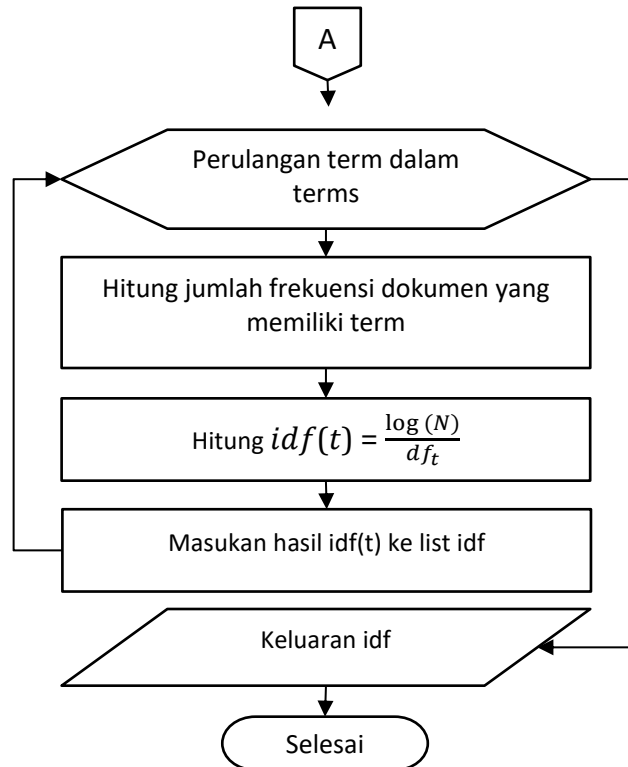 A
Perulangan term dalam
terms
Hitung jumlah frekuensi dokumen yang
memiliki term
Hitung idf(t) = log (N) / df_t
Masukan hasil idf(t) ke list idf
Keluaran idf
Selesai